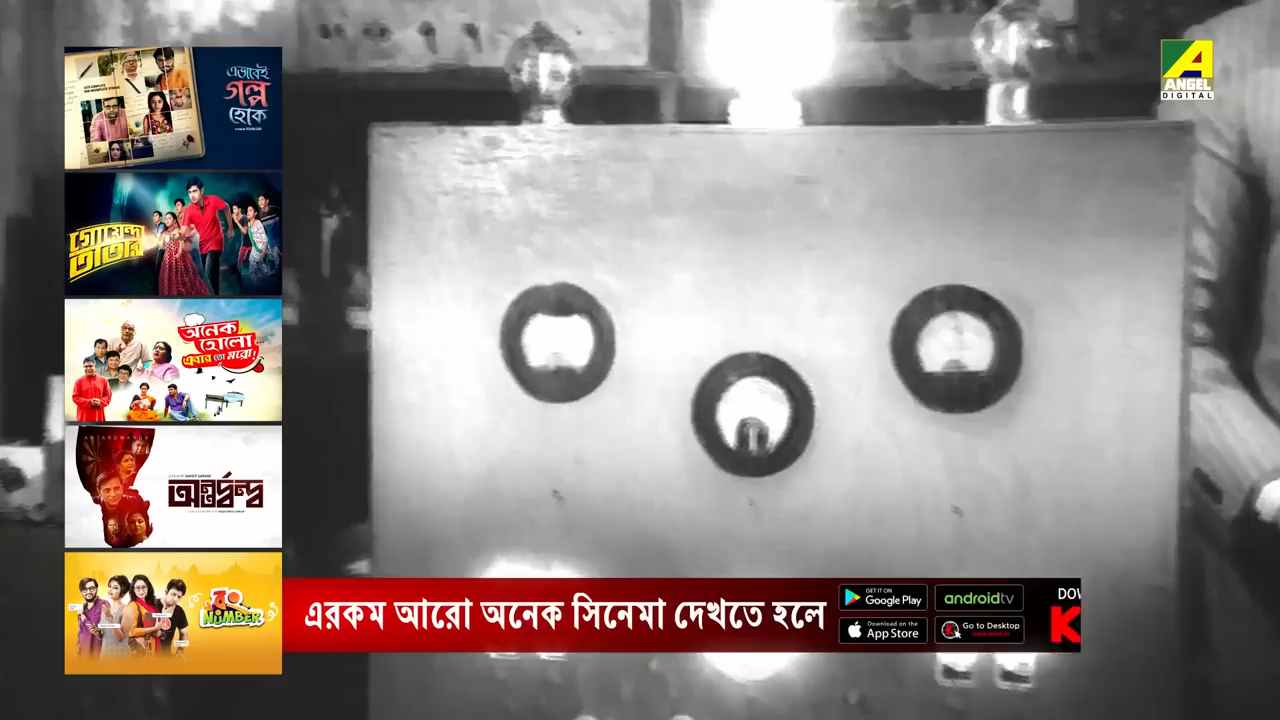 এভাবেই
গল্প
হোক
গোয়েন্দা
তাতার
অনেক
হোলো...
এবার তো মরো!
ANTARDWANDA
অন্তর্দ্বন্দ্ব
রং
NUMBER
ANGEL
DIGITAL
এরকম আরো অনেক সিনেমা দেখতে হলে
GET IT ON
Google Play
androidtv
Download on the
App Store
Go to Desktop
DOW
K